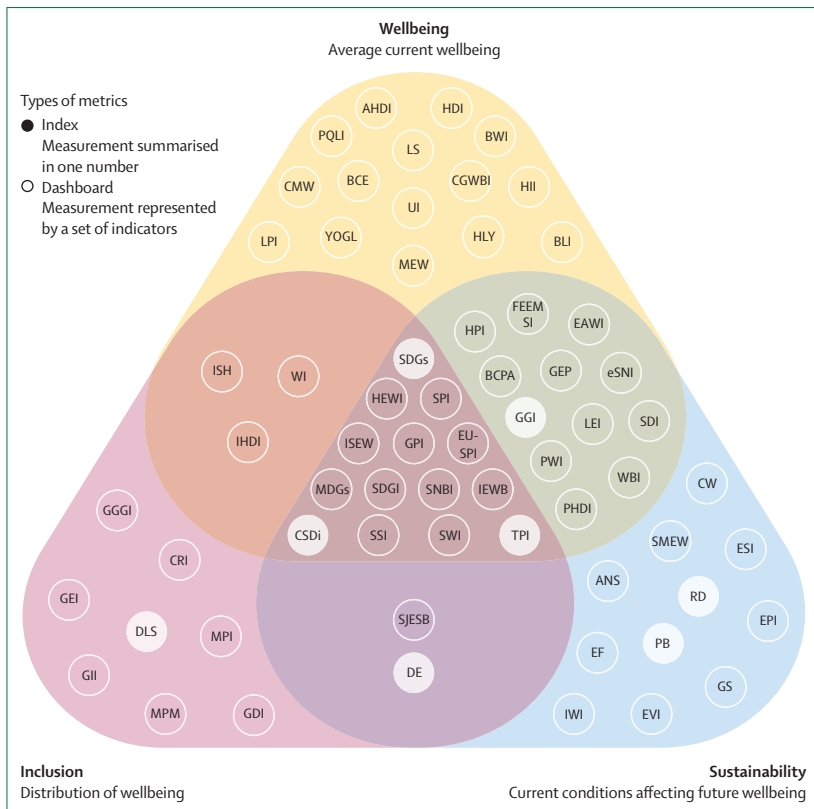 Wellbeing
Average current wellbeing
Types of metrics
Index
Measurement summarised
in one number
Dashboard
Measurement represented
by a set of indicators
AHDI
HDI
PQLI
LS
BWI
CMW
BCE
CGWBI
HII
UI
LPI
YOGL
HLY
BLI
MEW
FEEM
SI
HPI
EAWI
SDGs
ISH
WI
BCPA
GEP
eSNI
HEWI
SPI
GGI
LEI
SDI
IHDI
ISEW
GPI
EU-
SPI
PWI
WBI
MDGs
SDGI
SNBI
IEWB
CW
PHDI
GGGI
CSDi
SSI
SWI
TPI
SMEW
ESI
CRI
ANS
GEI
RD
SJESB
EPI
DLS
MPI
PB
EF
GII
DE
GS
MPM
GDI
IWI
EVI
Inclusion
Distribution of wellbeing
Sustainability
Current conditions affecting future wellbeing